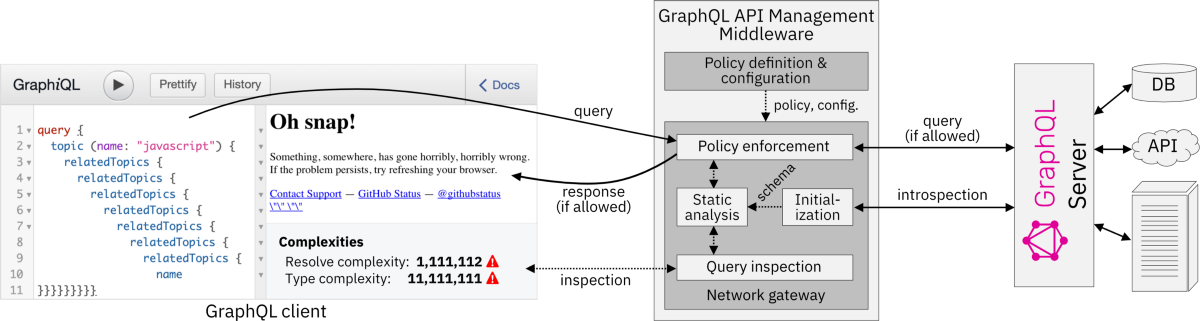 GraphiQL
Prettify
History
Docs
1 query {
2 topic (name: "javascript") {
3 relatedTopics {
4 relatedTopics {
5 relatedTopics {
6 relatedTopics {
7 relatedTopics {
8 relatedTopics {
9 relatedTopics {
10 name
11 }}}}}}}}}
Oh snap!
Something, somewhere, has gone horribly, horribly wrong.
If the problem persists, try refreshing your browser.
Contact Support — GitHub Status — @githubstatus
\"\" \"\"
Complexities
Resolve complexity: 1,111,112
Type complexity: 11,111,111
GraphQL client
query
response
(if allowed)
inspection
GraphQL API Management
Middleware
Policy definition &
configuration
policy, config.
Policy enforcement
schema
Static
analysis
Initial-
ization
Query inspection
Network gateway
query
(if allowed)
introspection
GraphQL
Server
DB
API